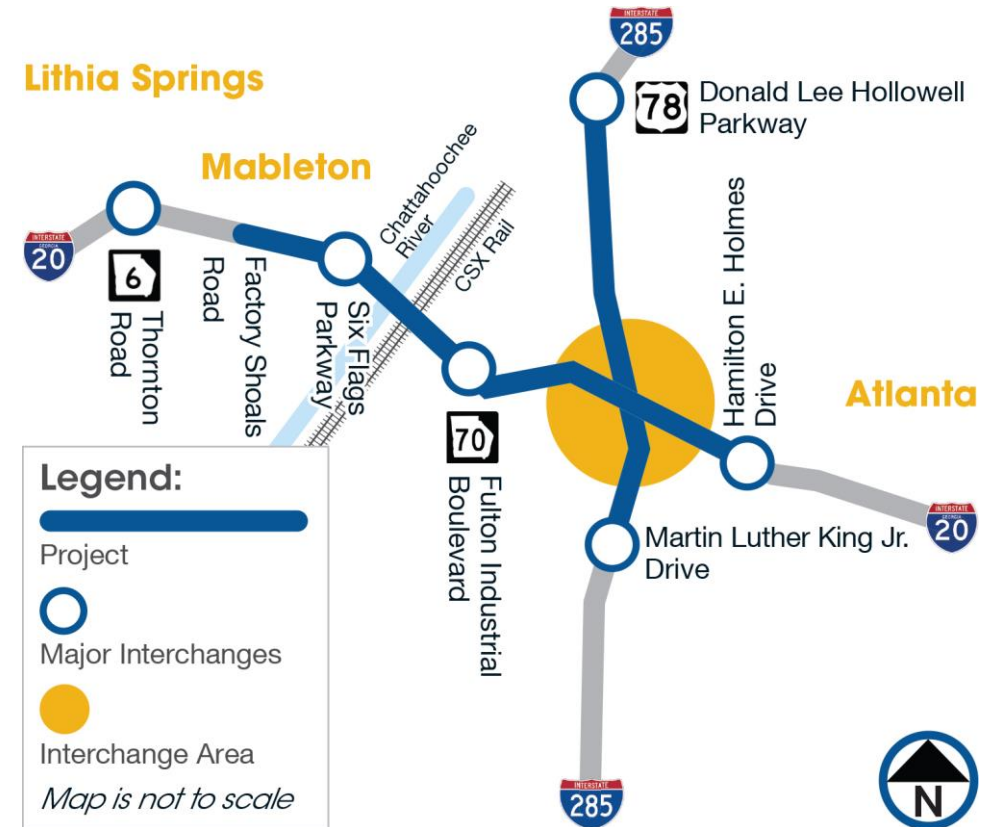 INTERSTATE
285
Lithia Springs
78
Donald Lee Hollowell
Parkway
Mableton
Chattahoochee
River
CSX Rail
INTERSTATE
GEORGIA
20
6
Thornton
Road
Factory Shoals
Road
Six Flags
Parkway
Hamilton E. Holmes
Drive
Atlanta
70
Fulton Industrial
Boulevard
INTERSTATE
GEORGIA
20
Martin Luther King Jr.
Drive
Legend:
Project
Major Interchanges
Interchange Area
Map is not to scale
INTERSTATE
285
N